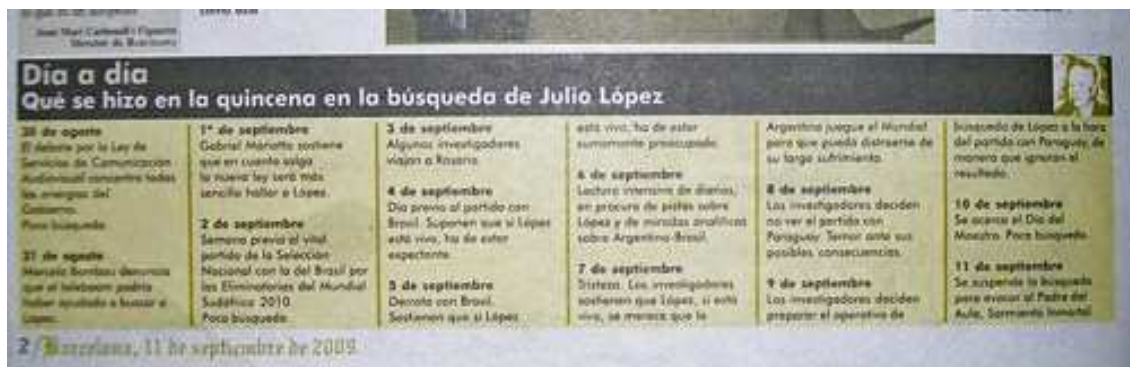 Joan Marc Carbonell i Figueres
Día a día
Qué se hizo en la quincena en la búsqueda de Julio López
30 de agosto
El debate por la Ley de
Servicios de Comunicación
Audiovisual concentra todas
las energías del
Gobierno.
Poca búsqueda.
31 de agosto
Marcelo denuncia
que el podría
haber ayudado a buscar a
López.
1º de septiembre
Gabriel Mariotto sostiene
que en cuanto salga
la nueva ley será más
sencillo hallar a López.
2 de septiembre
Semana previa al vital
partido de la Selección
Nacional con la del Brasil por
las Eliminatorias del Mundial
Sudáfrica 2010.
Poca búsqueda.
3 de septiembre
Algunos investigadores
viajan a Rosario.
4 de septiembre
Día previo al partido con
Brasil. Suponen que si López
está vivo, ha de estar
expectante.
5 de septiembre
Derrota con Brasil.
Sostienen que si López
está vivo, ha de estar
sumamente preocupado.
6 de septiembre
Lectura intensiva de diarios,
en procura de pistas sobre
López y de miradas analíticas
sobre Argentina-Brasil.
7 de septiembre
Tristeza. Los investigadores
sostienen que López, si está
vivo, se merece que la
Argentina juegue el Mundial
para que pueda distraerse de
su largo sufrimiento.
8 de septiembre
Los investigadores deciden
no ver el partido con
Paraguay. Temor ante sus
posibles consecuencias.
9 de septiembre
Los investigadores deciden
preparar el operativo de
búsqueda de López a la hora
del partido con Paraguay, de
manera que ignoran el
resultado.
10 de septiembre
Se acerca el Día del
Maestro. Poca búsqueda.
11 de septiembre
Se suspende la búsqueda
para evocar al Padre del
Aula, Sarmiento Inmortal.
2 / Barcelona, 11 de septiembre de 2009